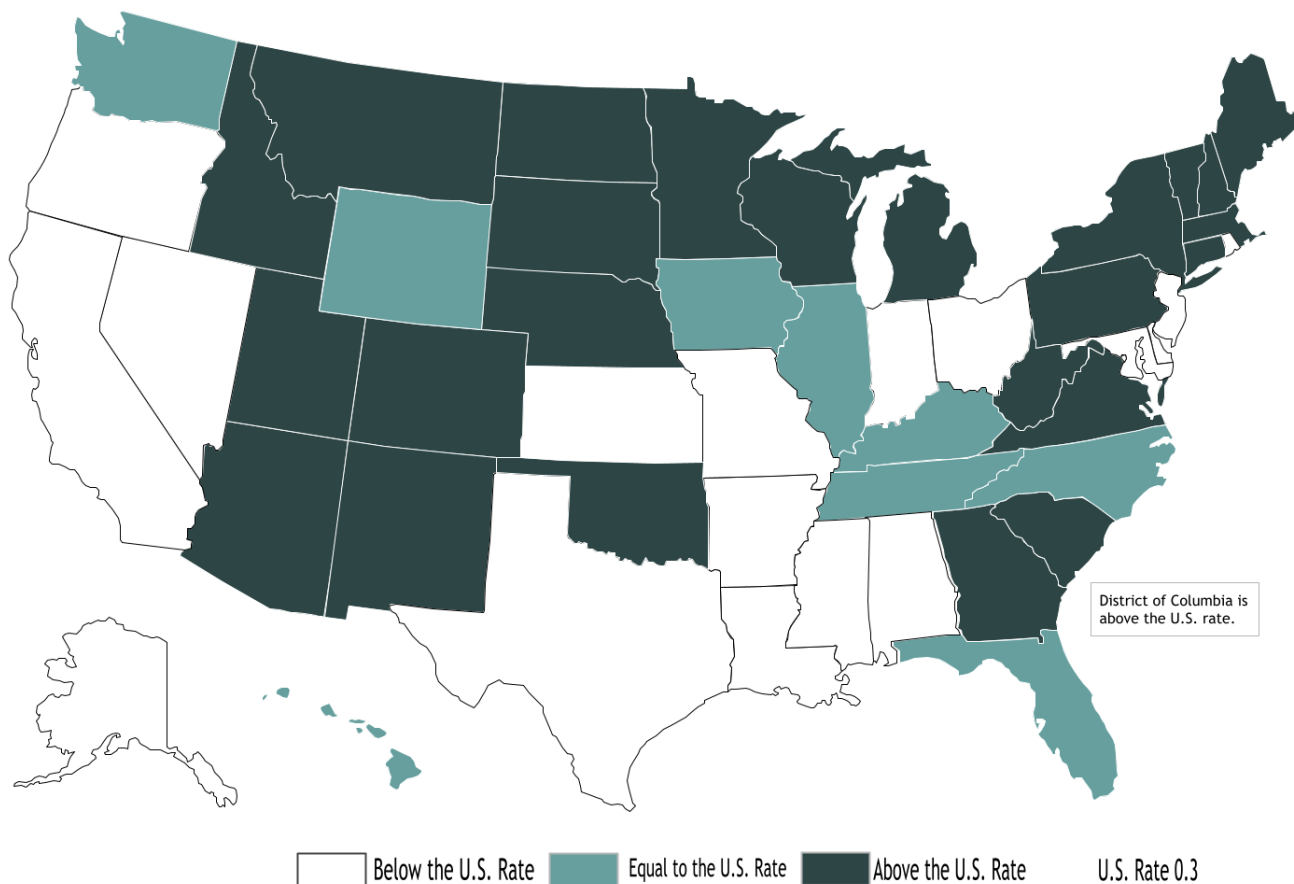 District of Columbia is
above the U.S. rate.
Below the U.S. Rate
Equal to the U.S. Rate
Above the U.S. Rate
U.S. Rate 0.3